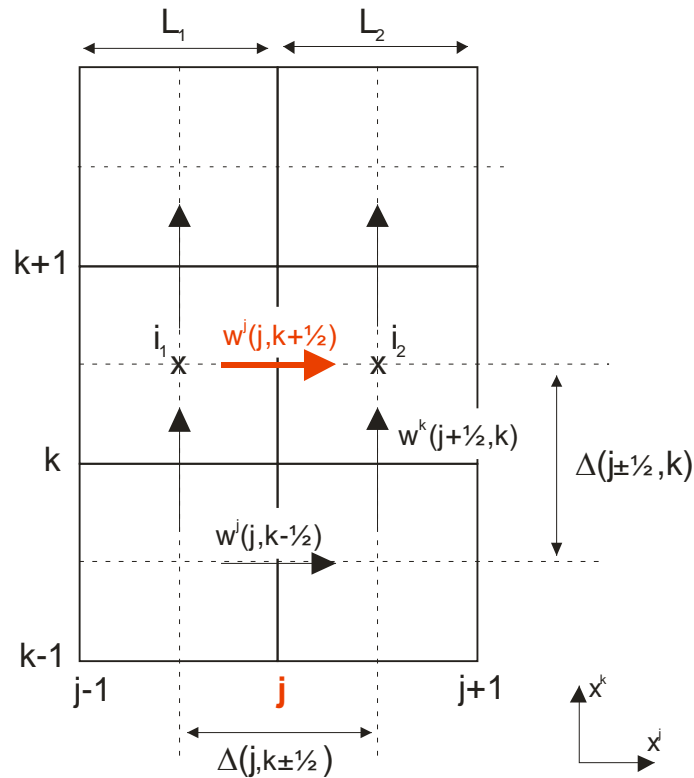 L₁ L₂
k+1
wʲ(j,k+½)
i₁ i₂
wᵏ(j+½,k)
k
Δ(j±½,k)
wʲ(j,k-½)
k-1
j-1 j j+1
xᵏ
Δ(j,k±½)
xʲ